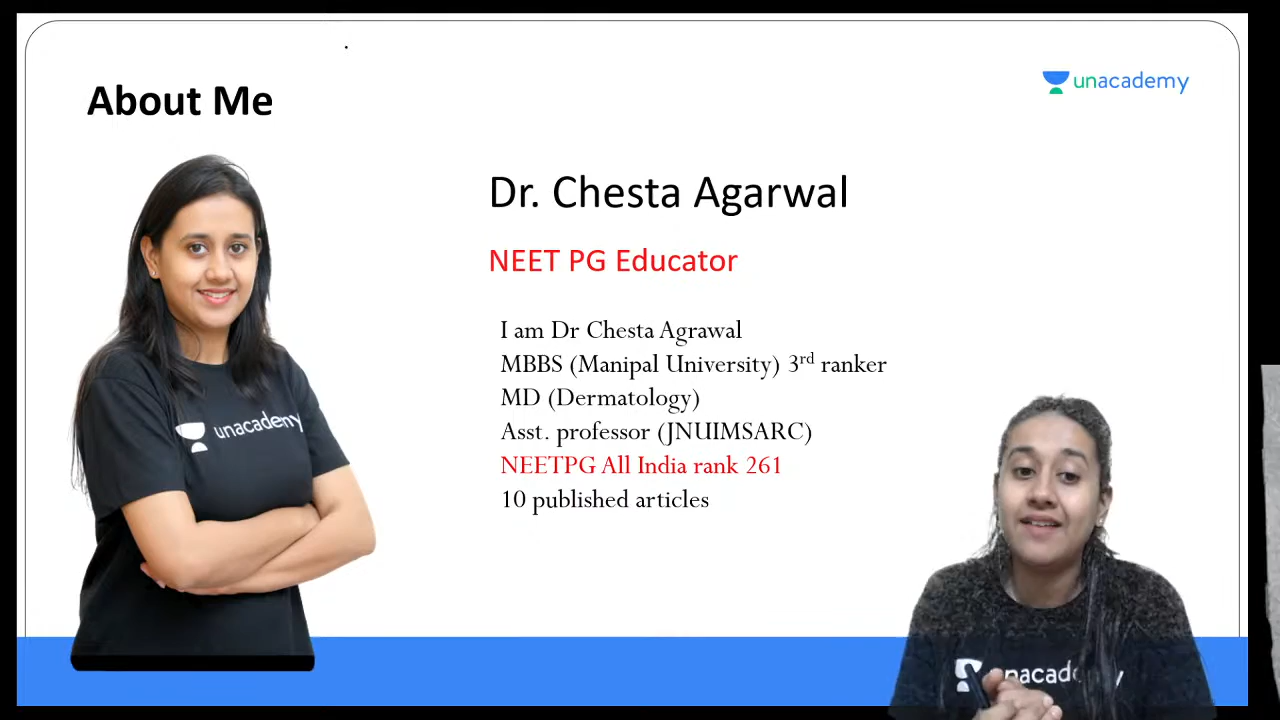 About Me
unacademy
Dr. Chesta Agarwal
NEET PG Educator
I am Dr Chesta Agrawal
MBBS (Manipal University) 3rd ranker
MD (Dermatology)
Asst. professor (JNUIMSARC)
NEETPG All India rank 261
10 published articles
unacademy
unacademy